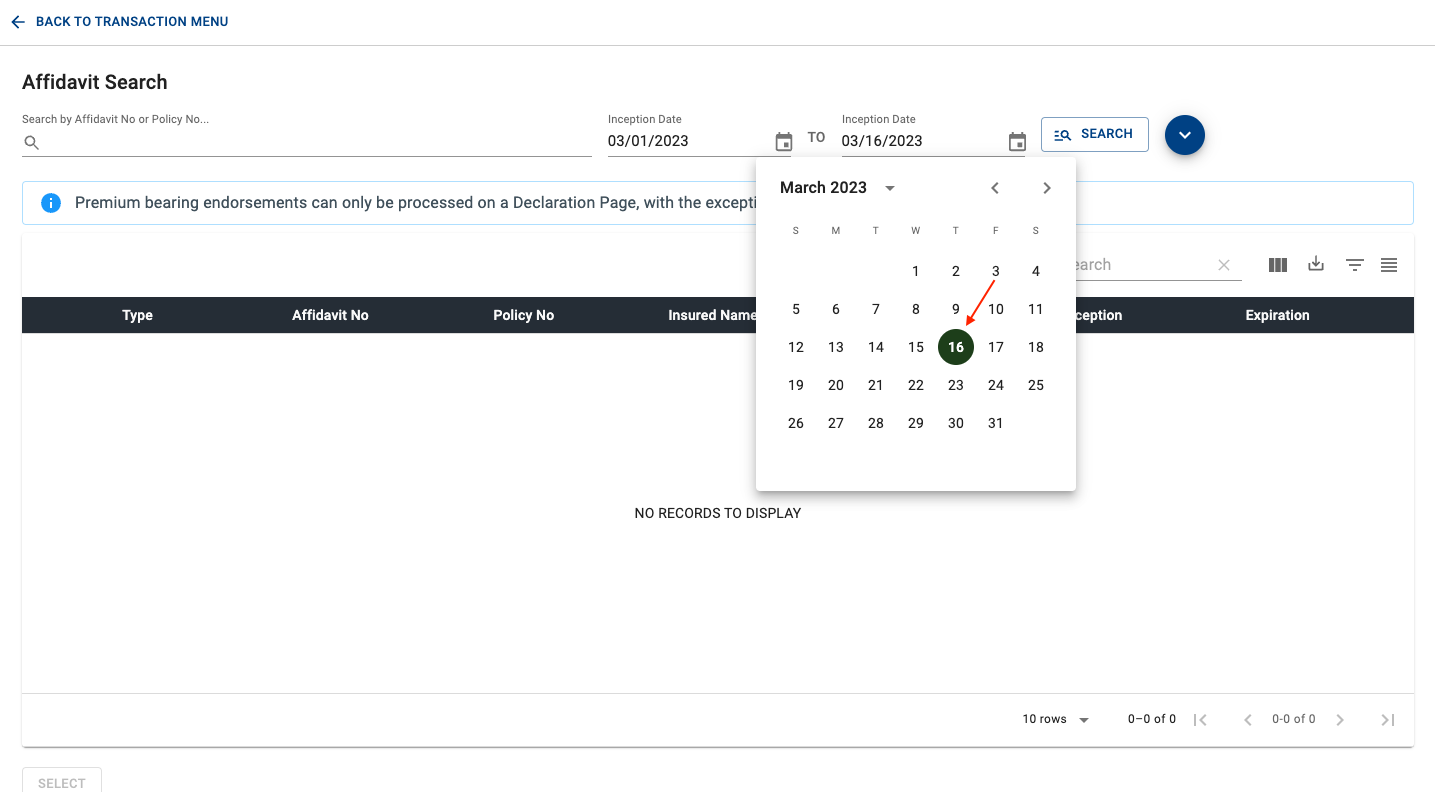 BACK TO TRANSACTION MENU
Affidavit Search
Search by Affidavit No or Policy No...
Inception Date
03/01/2023
TO
Inception Date
03/16/2023
SEARCH
Premium bearing endorsements can only be processed on a Declaration Page, with the excepti
March 2023
S M T W T F S
1 2 3 4
5 6 7 8 9 10 11
12 13 14 15 16 17 18
19 20 21 22 23 24 25
26 27 28 29 30 31
earch
Type Affidavit No Policy No Insured Name ception Expiration
NO RECORDS TO DISPLAY
10 rows 0–0 of 0 0-0 of 0
SELECT